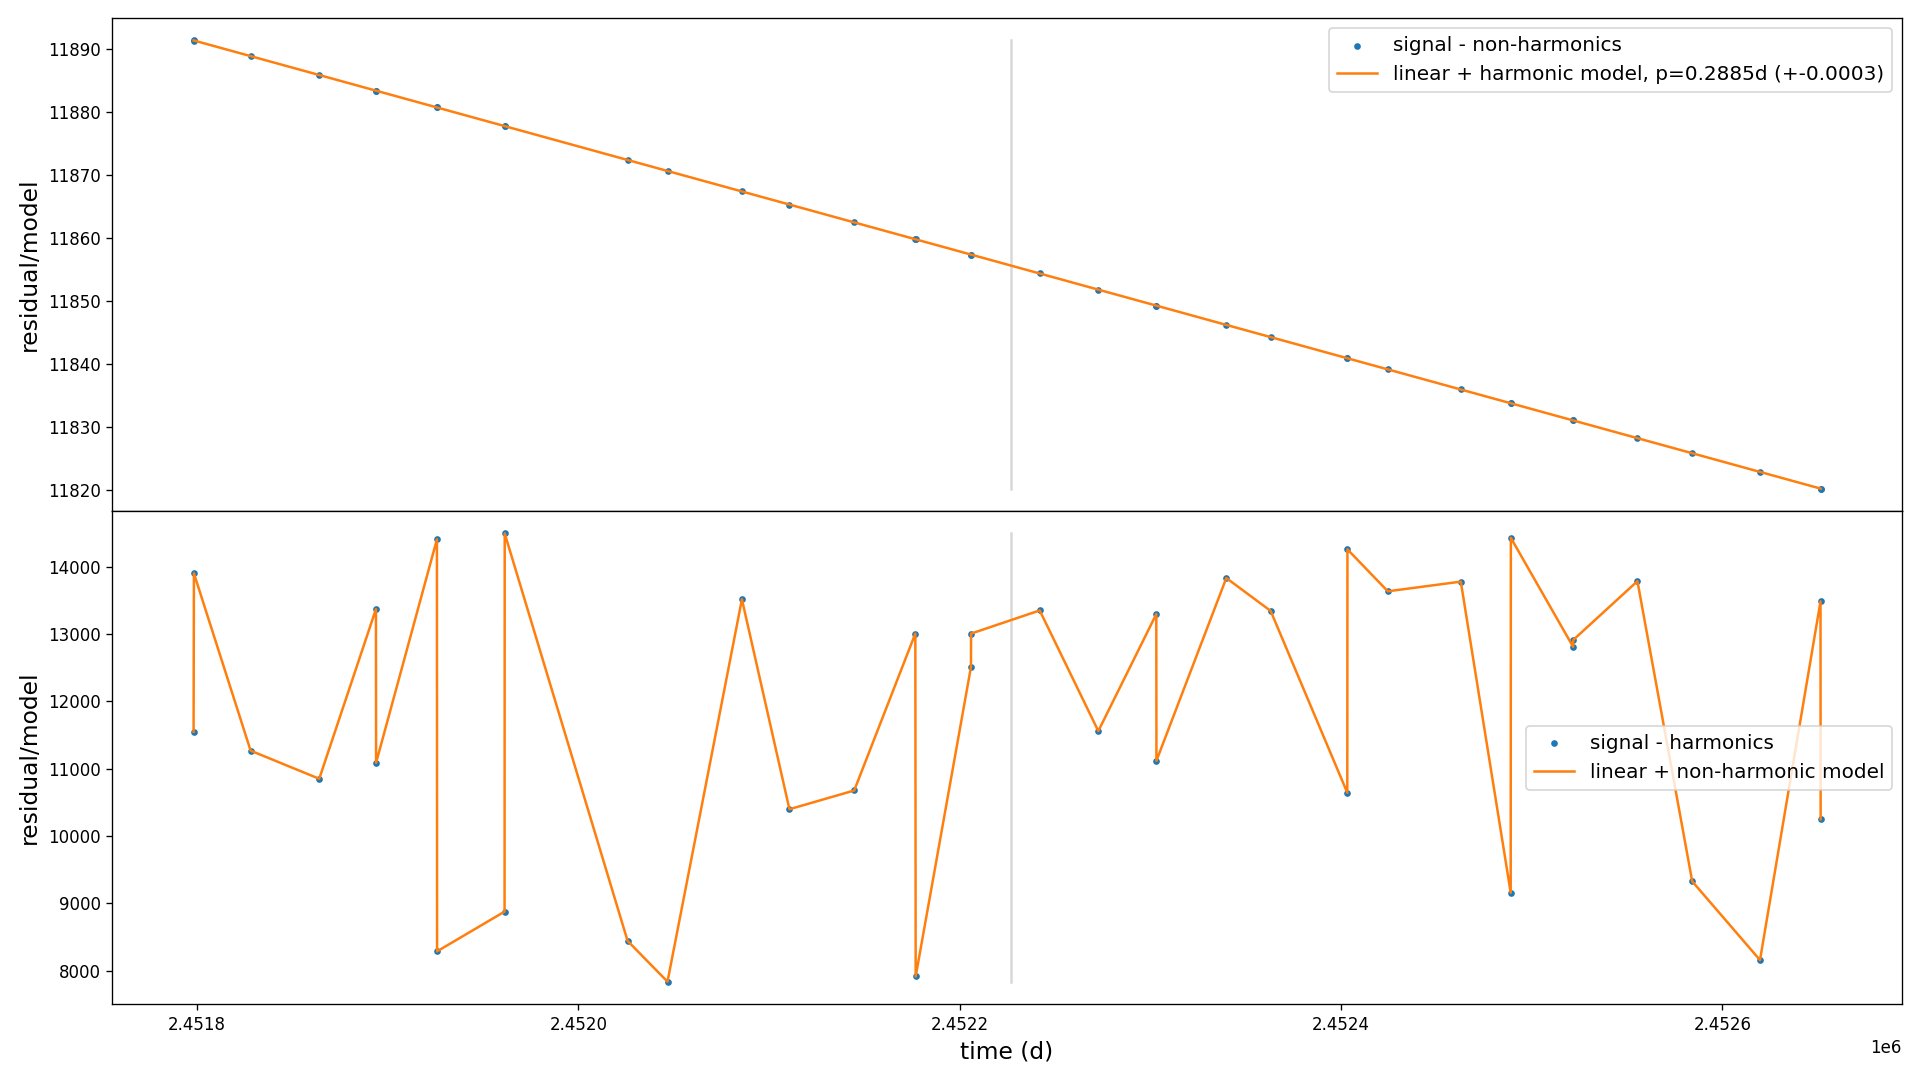 signal - non-harmonics
linear + harmonic model, p=0.2885d (+-0.0003)
residual/model
11890
11880
11870
11860
11850
11840
11830
11820
signal - harmonics
linear + non-harmonic model
residual/model
14000
13000
12000
11000
10000
9000
8000
2.4518
2.4520
2.4522
2.4524
2.4526
time (d)
1e6